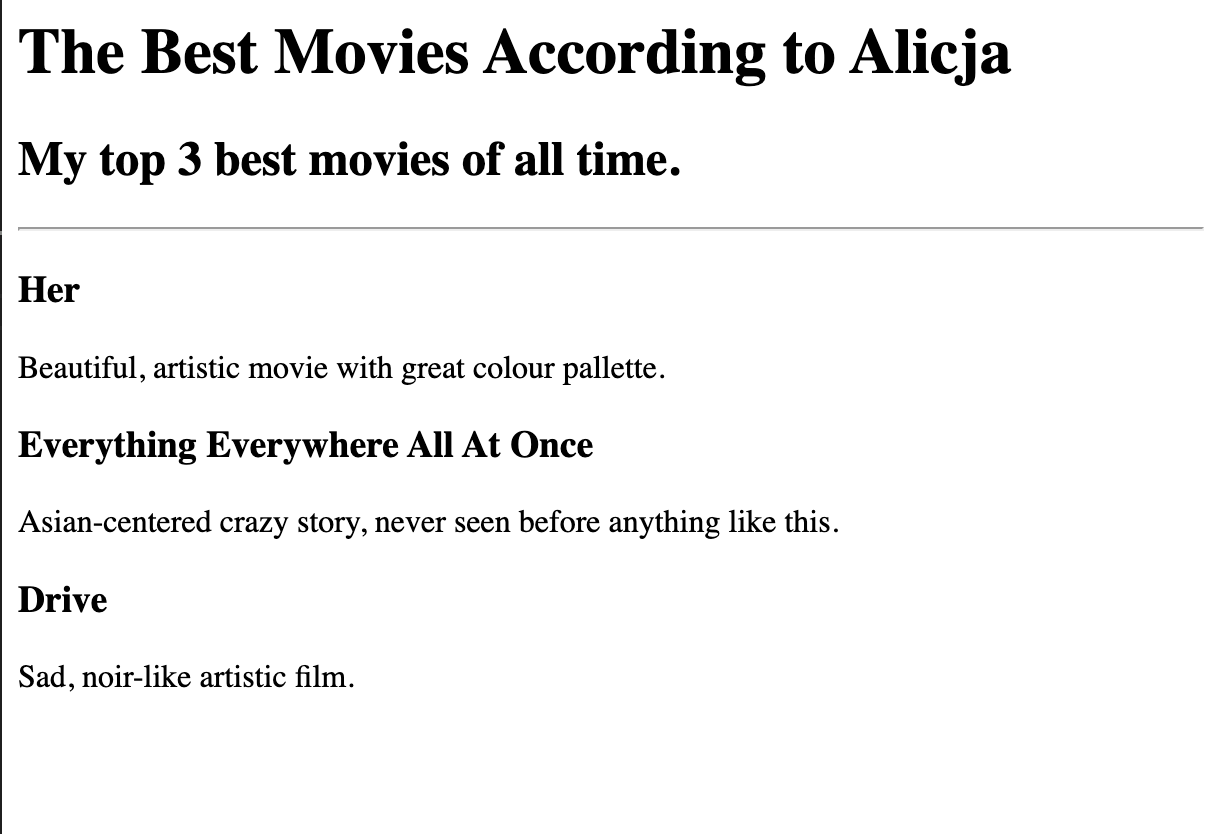 The Best Movies According to Alicja
My top 3 best movies of all time.
Her
Beautiful, artistic movie with great colour pallette.
Everything Everywhere All At Once
Asian-centered crazy story, never seen before anything like this.
Drive
Sad, noir-like artistic film.